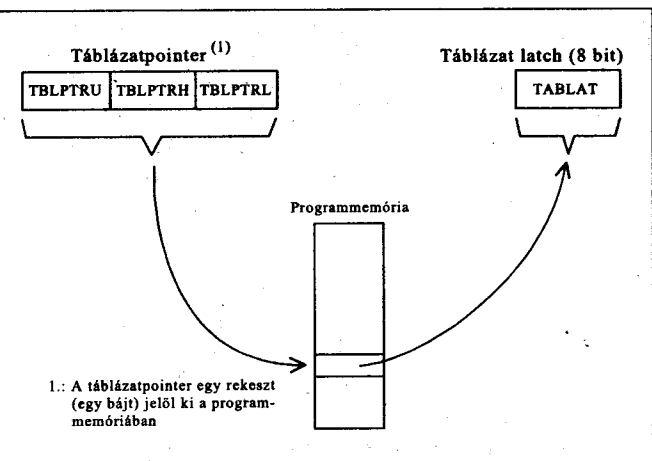 Táblázatpointer (1)
Táblázat latch (8 bit)
TBLPTRU TBLPTRH TBLPTRL
TABLAT
Programmemória
1.: A táblázatpointer egy rekeszt
(egy bájt) jelöl ki a program-
memóriában